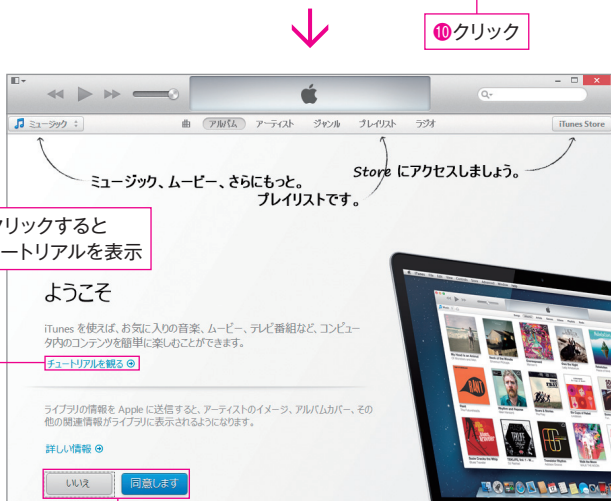 ❿クリック
ミュージック
曲 アルバム アーティスト ジャンル プレイリスト ラジオ
iTunes Store
ミュージック、ムービー、さらにもっと。
Store にアクセスしましょう。
プレイリストです。
クリックすると
ートリアルを表示
ようこそ
iTunes を使えば、お気に入りの音楽、ムービー、テレビ番組など、コンピュー
タ内のコンテンツを簡単に楽しむことができます。
チュートリアルを観る
ライブラリの情報を Apple に送信すると、アーティストのイメージ、アルバムカバー、その
他の関連情報がライブラリに表示されるようになります。
詳しい情報
いいえ 同意します